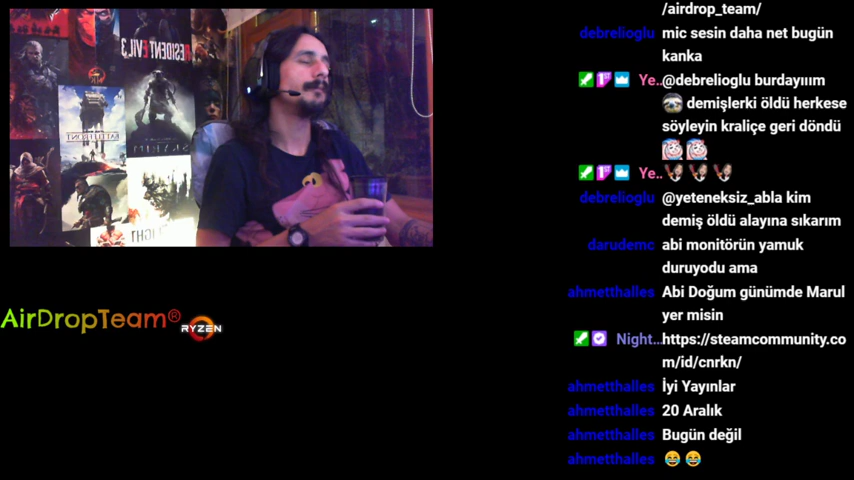 RESIDENT EVIL 3
BATTLEFRONT
SKYRIM
LIGHT
AirDropTeam®
RYZEN
/airdrop_team/
debrelioglu mic sesin daha net bugün
kanka
Ye.. @debrelioglu burdayıııım
demişlerki öldü herkese
söyleyin kraliçe geri döndü
Ye..
debrelioglu @yeteneksiz_abla kim
demiş öldü alayına sıkarım
darudemc abi monitörün yamuk
duruyodu ama
ahmetthalles Abi Doğum günümde Marul
yer misin
Night... https://steamcommunity.co
m/id/cnrkn/
ahmetthalles İyi Yayınlar
ahmetthalles 20 Aralık
ahmetthalles Bugün değil
ahmetthalles 😂😂